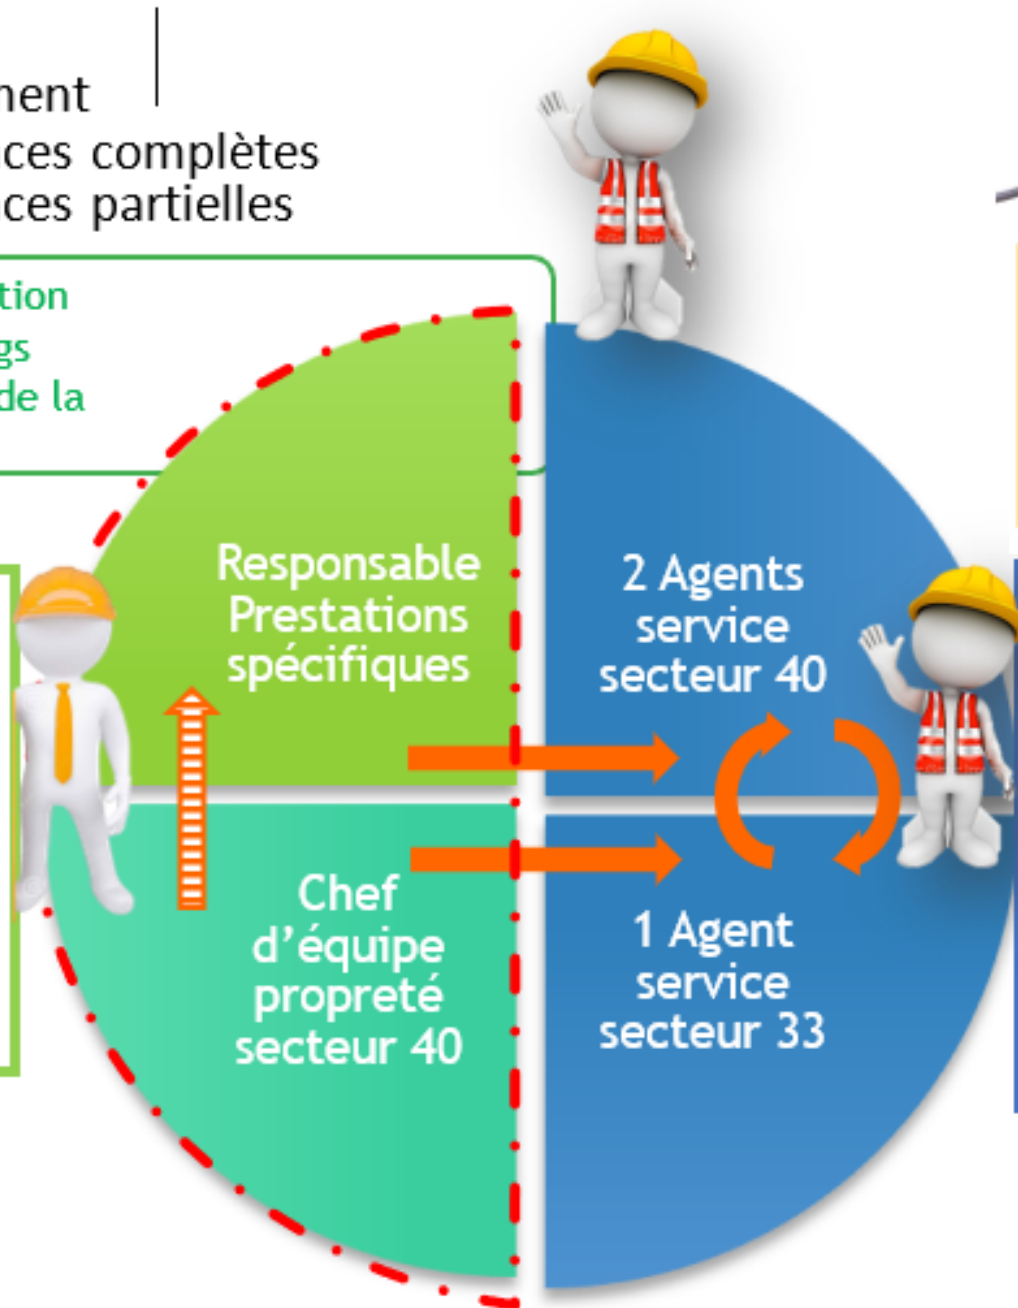 ces complètes
ces partielles
tion
gs
de la
Responsable
Prestations
spécifiques
2 Agents
service
secteur 40
Chef
d'équipe
propreté
secteur 40
1 Agent
service
secteur 33